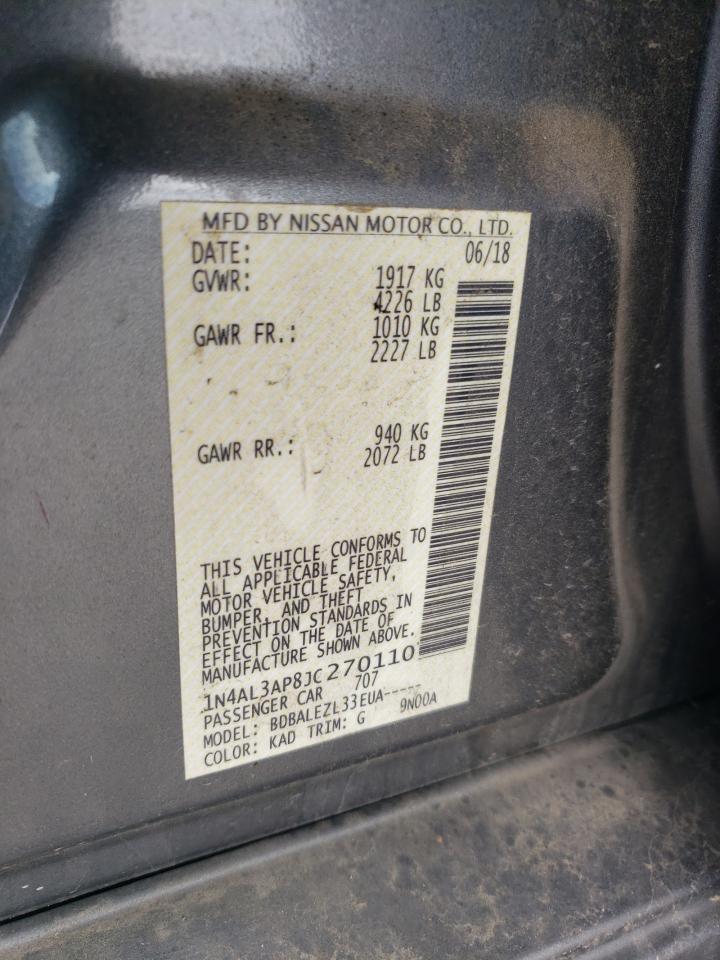 MFD BY NISSAN MOTOR CO., LTD.
DATE: 06/18
GVWR: 1917 KG
4226 LB
GAWR FR.: 1010 KG
2227 LB
GAWR RR.: 940 KG
2072 LB
THIS VEHICLE CONFORMS TO
ALL APPLICABLE FEDERAL
MOTOR VEHICLE SAFETY,
BUMPER, AND THEFT
PREVENTION STANDARDS IN
EFFECT ON THE DATE OF
MANUFACTURE SHOWN ABOVE.
1N4AL3AP8JC270110
PASSENGER CAR 707
MODEL: BDBALEZL33EUA-----
COLOR: KAD TRIM: G 9N00A